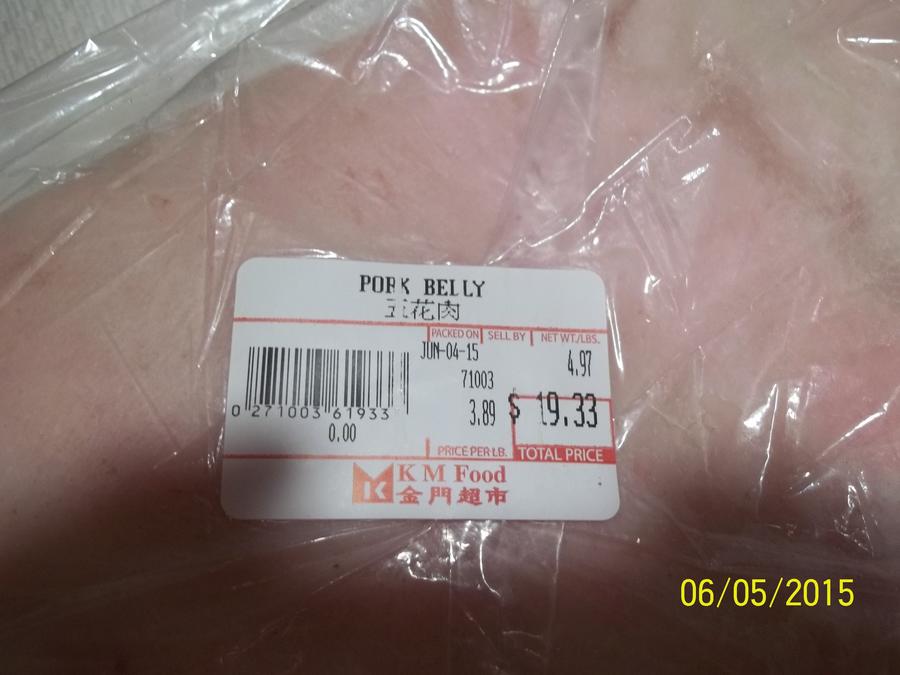 PORK BELLY
五花肉
PACKED ON SELL BY NET WT./LBS.
JUN-04-15
4.97
71003
3.89 $ 19.33
0 271003 61933
0.00
PRICE PER LB. TOTAL PRICE
K M Food
金門超市
06/05/2015